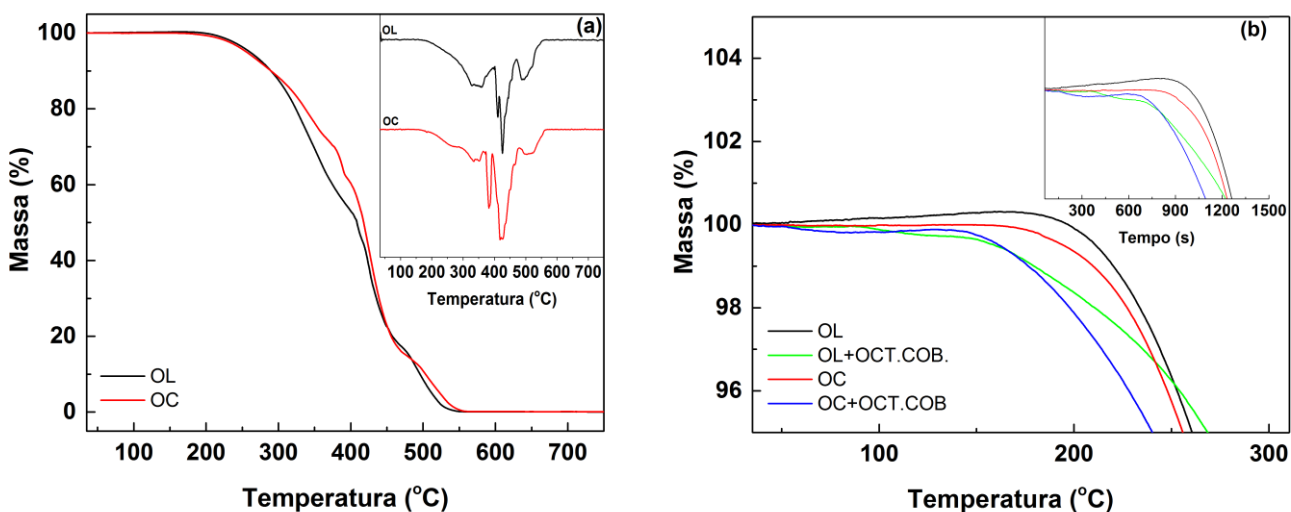 (a)
100
80
60
40
20
0
Massa (%)
OL
OC
100 200 300 400 500 600 700
Temperatura (°C)
OL
OC
100 200 300 400 500 600 700
Temperatura (°C)
(b)
104
102
100
98
96
Massa (%)
300 600 900 1200 1500
Tempo (s)
OL
OL+OCT.COB.
OC
OC+OCT.COB
100 200 300
Temperatura (°C)